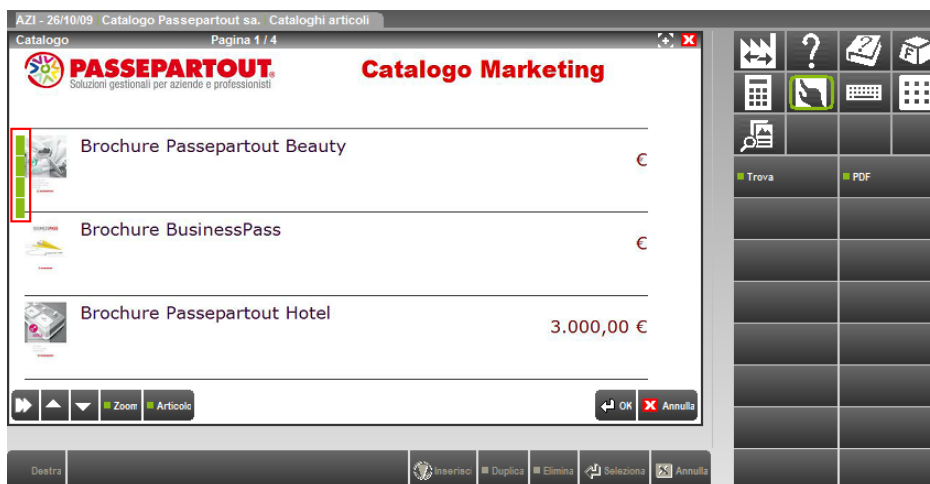 AZI - 26/10/09 Catalogo Passepartout sa. Cataloghi articoli
Catalogo Pagina 1 / 4
PASSEPARTOUT®
Soluzioni gestionali per aziende e professionisti
Catalogo Marketing
Brochure Passepartout Beauty
€
Brochure BusinessPass
€
Brochure Passepartout Hotel
3.000,00 €
Zoom Articolo OK Annulla
Trova PDF
Destra Inserisci Duplica Elimina Seleziona Annulla